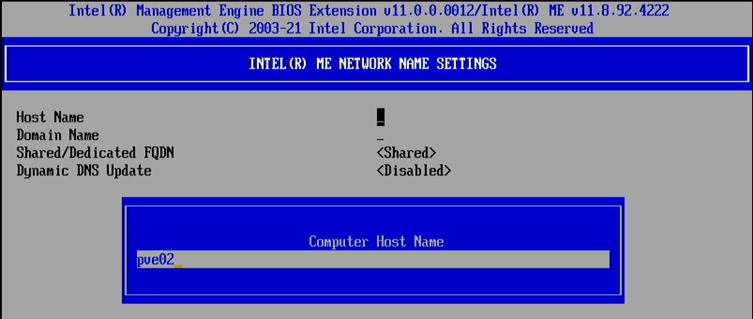 Intel(R) Management Engine BIOS Extension v11.0.0.0012/Intel(R) ME v11.8.92.4222
Copyright(C) 2003-21 Intel Corporation. All Rights Reserved
INTEL(R) ME NETWORK NAME SETTINGS
Host Name _
Domain Name _
Shared/Dedicated FQDN <Shared>
Dynamic DNS Update <Disabled>
Computer Host Name
pve02_